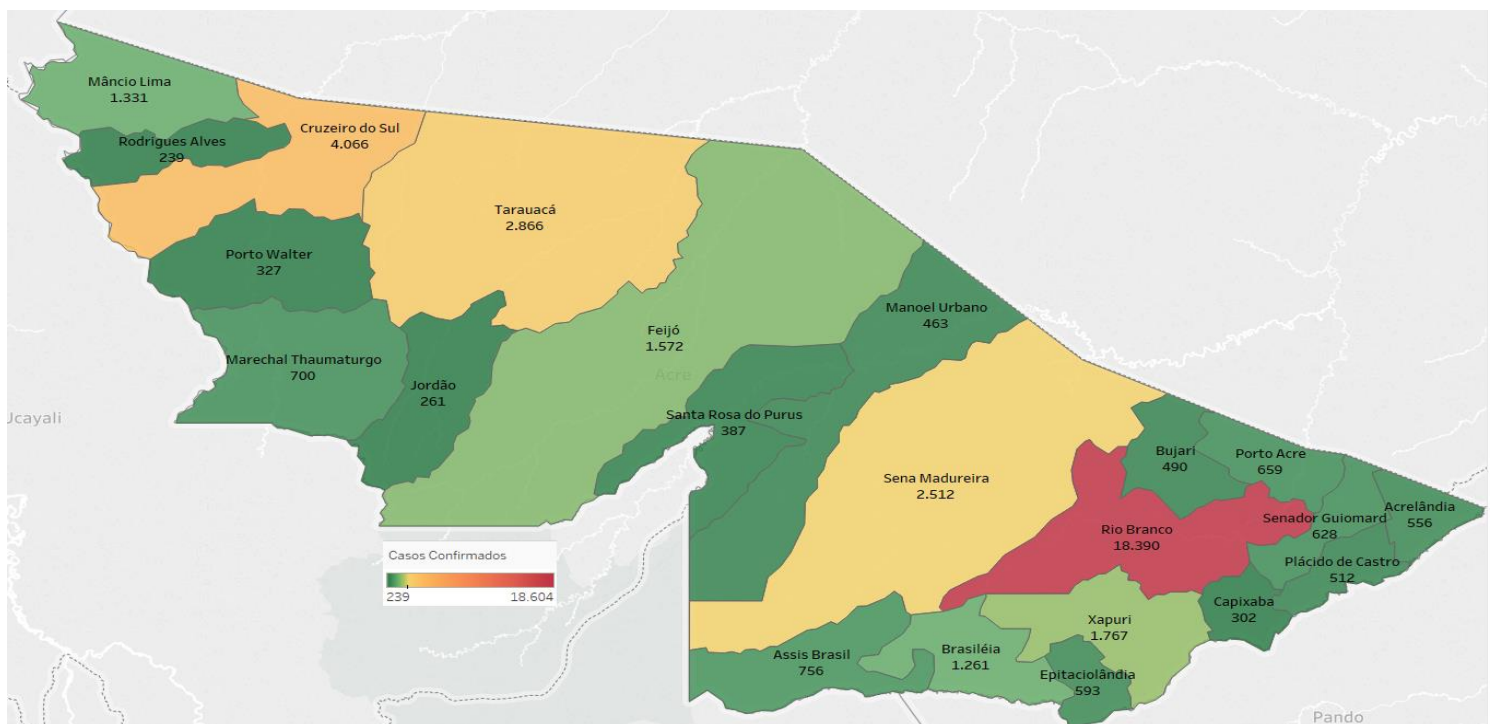 Mâncio Lima
1.331
Rodrigues Alves
239
Cruzeiro do Sul
4.066
Tarauacá
2.866
Porto Walter
327
Marechal Thaumaturgo
700
Jordão
261
Feijó
1.572
Acre
Manoel Urbano
463
Santa Rosa do Purus
387
Sena Madureira
2.512
Bujari
490
Porto Acre
659
Rio Branco
18.390
Senador Guiomard
628
Acrelândia
556
Plácido de Castro
512
Capixaba
302
Xapuri
1.767
Assis Brasil
756
Brasiléia
1.261
Epitaciolândia
593
Casos Confirmados
239 18.604
Ucayali
Pando